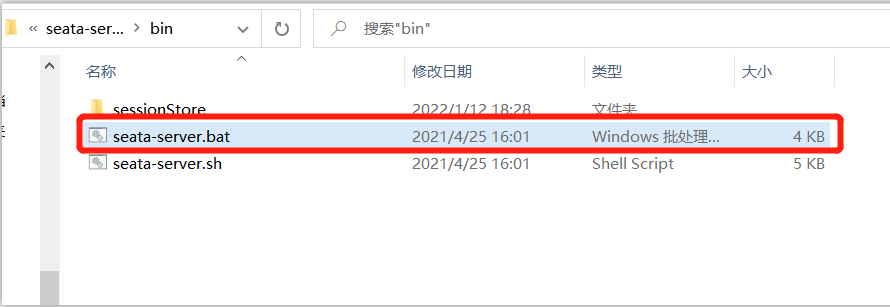 « seata-ser... > bin
搜索"bin"
名称 修改日期 类型 大小
sessionStore 2022/1/12 18:28 文件夹
seata-server.bat 2021/4/25 16:01 Windows 批处理... 4 KB
seata-server.sh 2021/4/25 16:01 Shell Script 5 KB